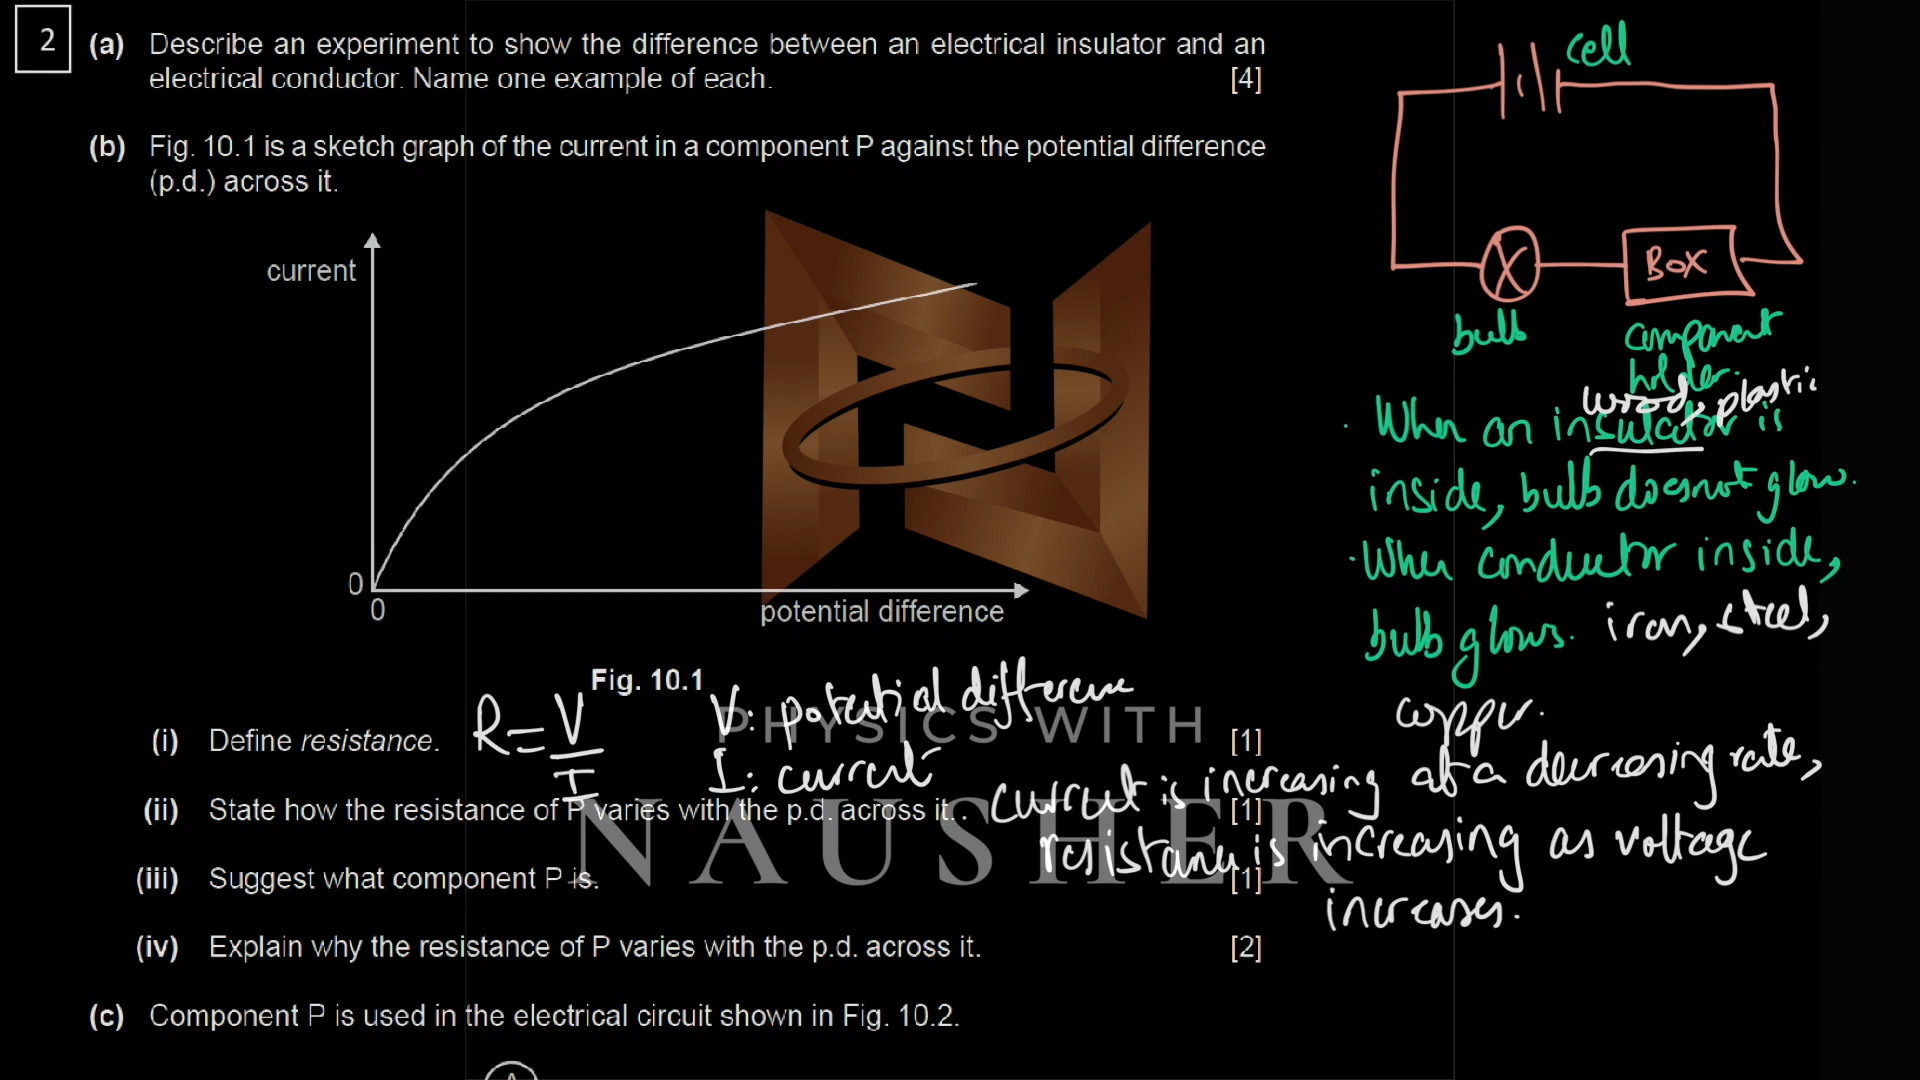 2
(a) Describe an experiment to show the difference between an electrical insulator and an
electrical conductor. Name one example of each. [4]
(b) Fig. 10.1 is a sketch graph of the current in a component P against the potential difference
(p.d.) across it.
current
0
0
potential difference
Fig. 10.1
(i) Define resistance. [1]
R = V/I
V: potential difference
I: current
(ii) State how the resistance of P varies with the p.d. across it. [1]
current is increasing at a decreasing rate,
resistance is increasing as voltage
increases.
(iii) Suggest what component P is. [1]
(iv) Explain why the resistance of P varies with the p.d. across it. [2]
(c) Component P is used in the electrical circuit shown in Fig. 10.2.
A
cell
BOX
bulb
component
holder.
wood, plastic
· When an insulator is
inside, bulb does not glow.
· When conductor inside,
bulb glows. iron, steel,
copper.
PHYSICS WITH
NAUSHER